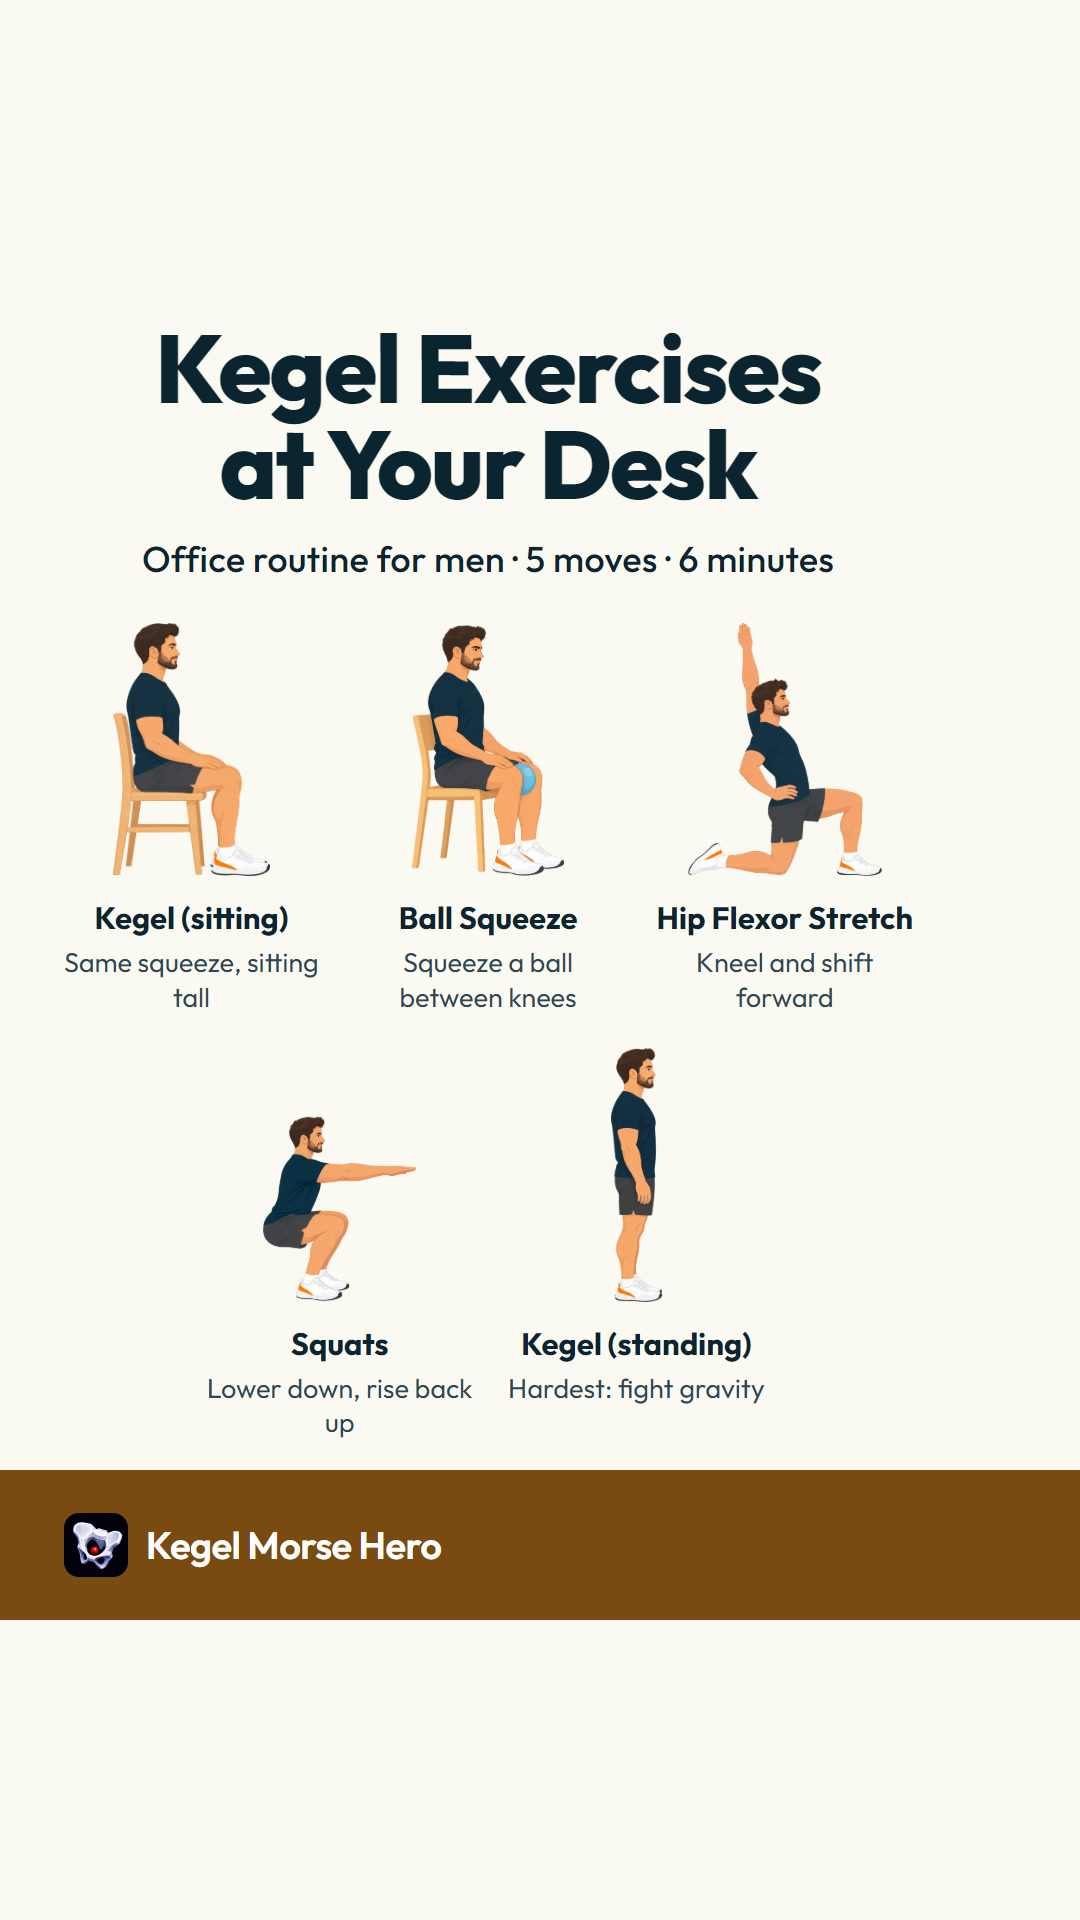 Kegel Exercises
at Your Desk
Office routine for men · 5 moves · 6 minutes
Kegel (sitting)
Same squeeze, sitting
tall
Ball Squeeze
Squeeze a ball
between knees
Hip Flexor Stretch
Kneel and shift
forward
Squats
Lower down, rise back
up
Kegel (standing)
Hardest: fight gravity
Kegel Morse Hero